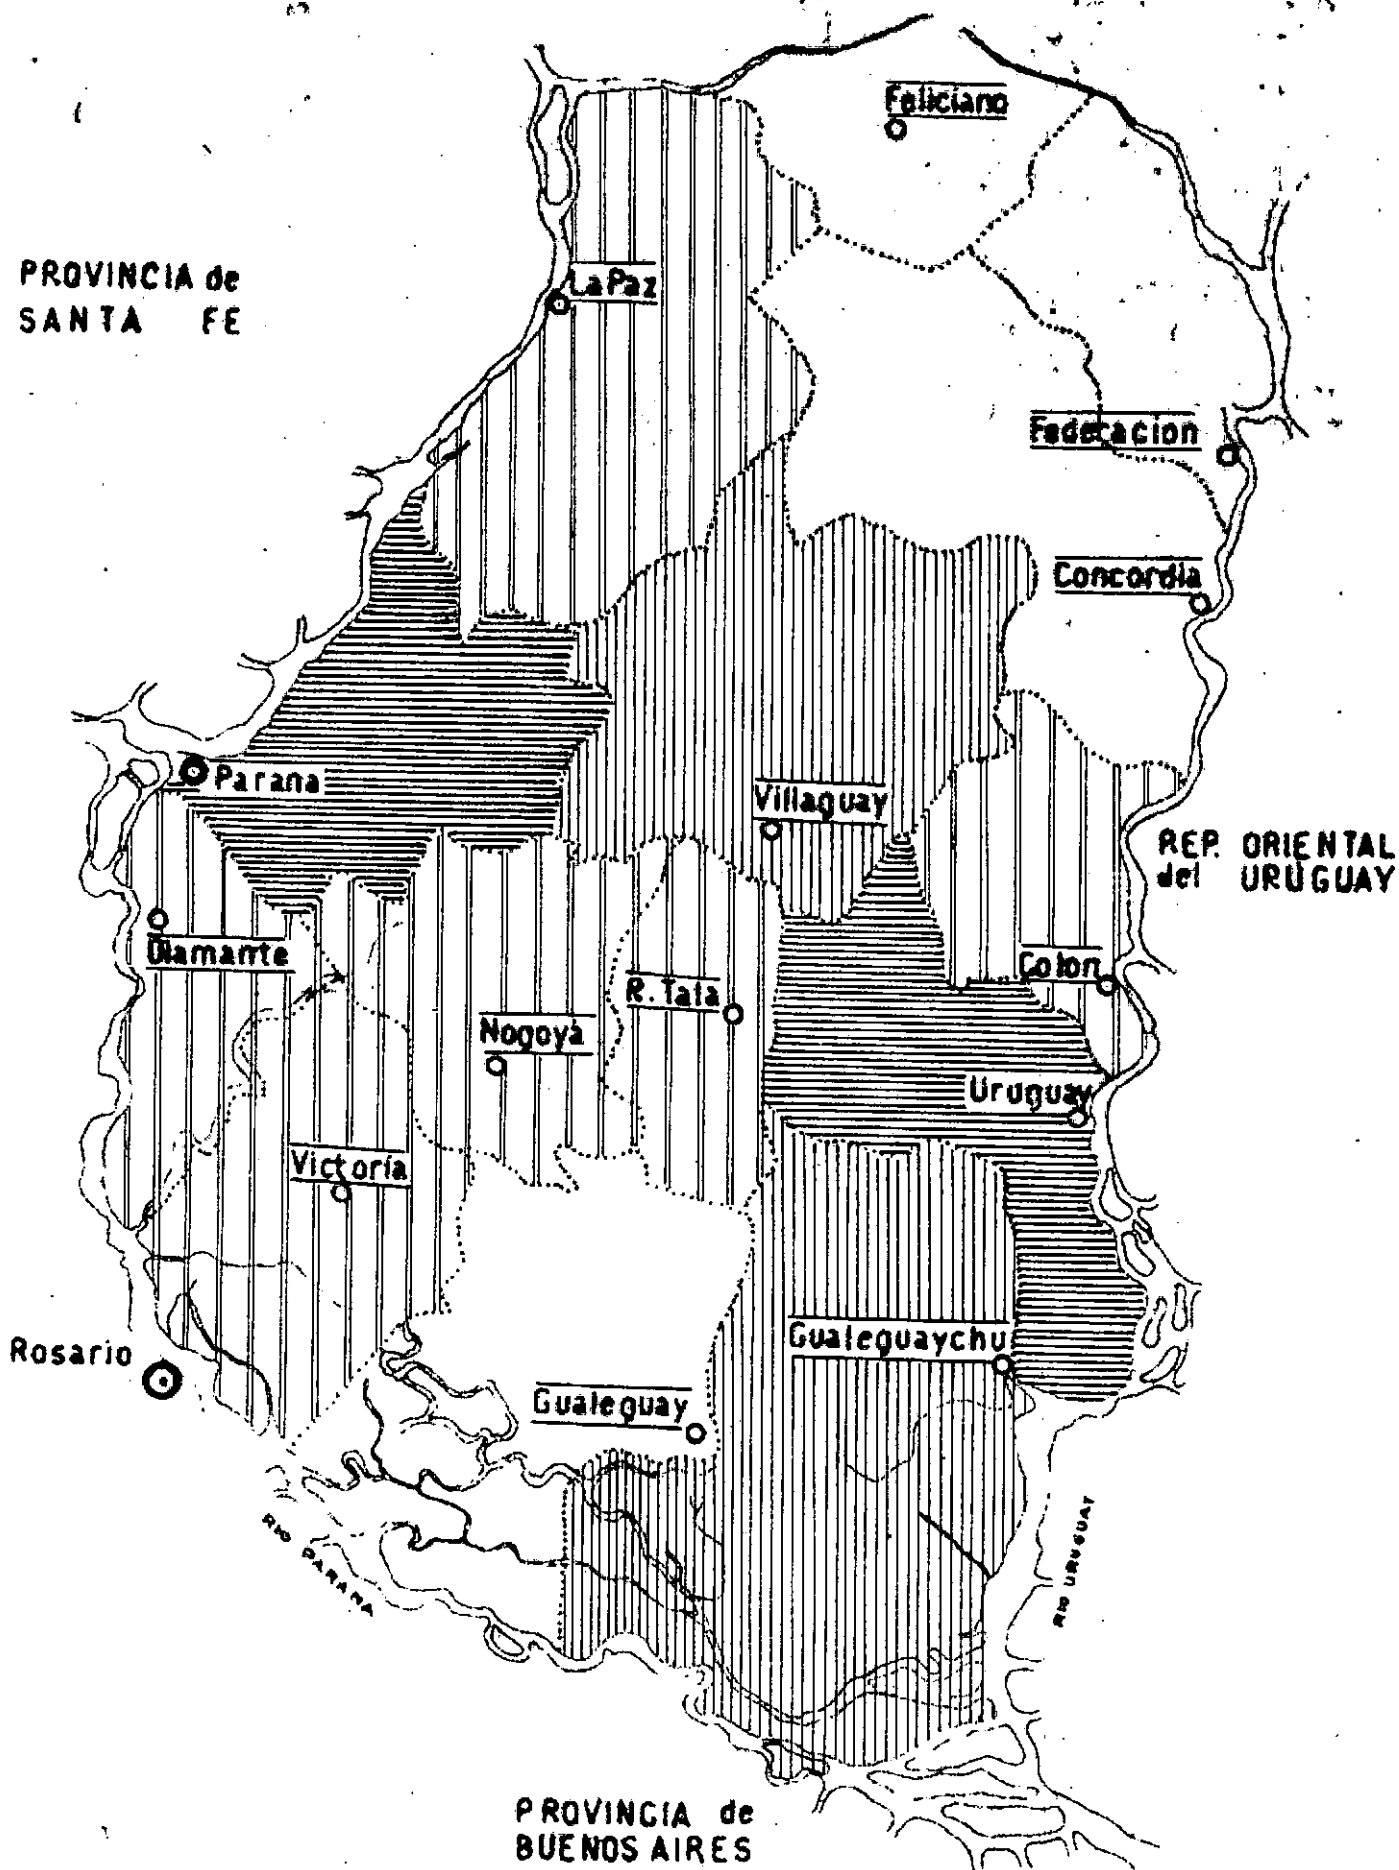 Feliciano
PROVINCIA de
SANTA FE
La Paz
Federacion
Concordia
Parana
Villaguay
REP. ORIENTAL
del URUGUAY
Diamante
Colon
R. Tala
Nogoyá
Uruguay
Victoria
Rosario
Gualeguaychu
Gualeguay
RIO PARANA
RIO URUGUAY
PROVINCIA de
BUENOS AIRES